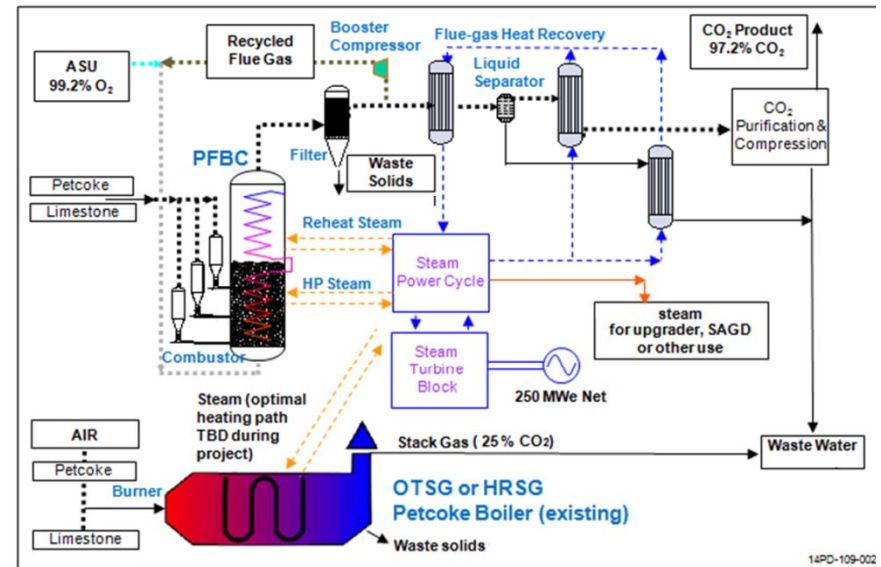 ASU
99.2% O₂
Recycled
Flue Gas
Booster
Compressor
Flue-gas Heat Recovery
Liquid
Separator
CO₂ Product
97.2% CO₂
CO₂
Purification &
Compression
PFBC
Filter
Waste
Solids
Petcoke
Limestone
Reheat Steam
HP Steam
Steam
Power Cycle
Combustor
steam
for upgrader, SAGD
or other use
Steam
Turbine
Block
250 MWe Net
Steam (optimal
heating path
TBD during
project)
AIR
Petcoke
Burner
Limestone
Stack Gas ( 25% CO₂)
Waste Water
OTSG or HRSG
Petcoke Boiler (existing)
Waste solids
14PD-109-002